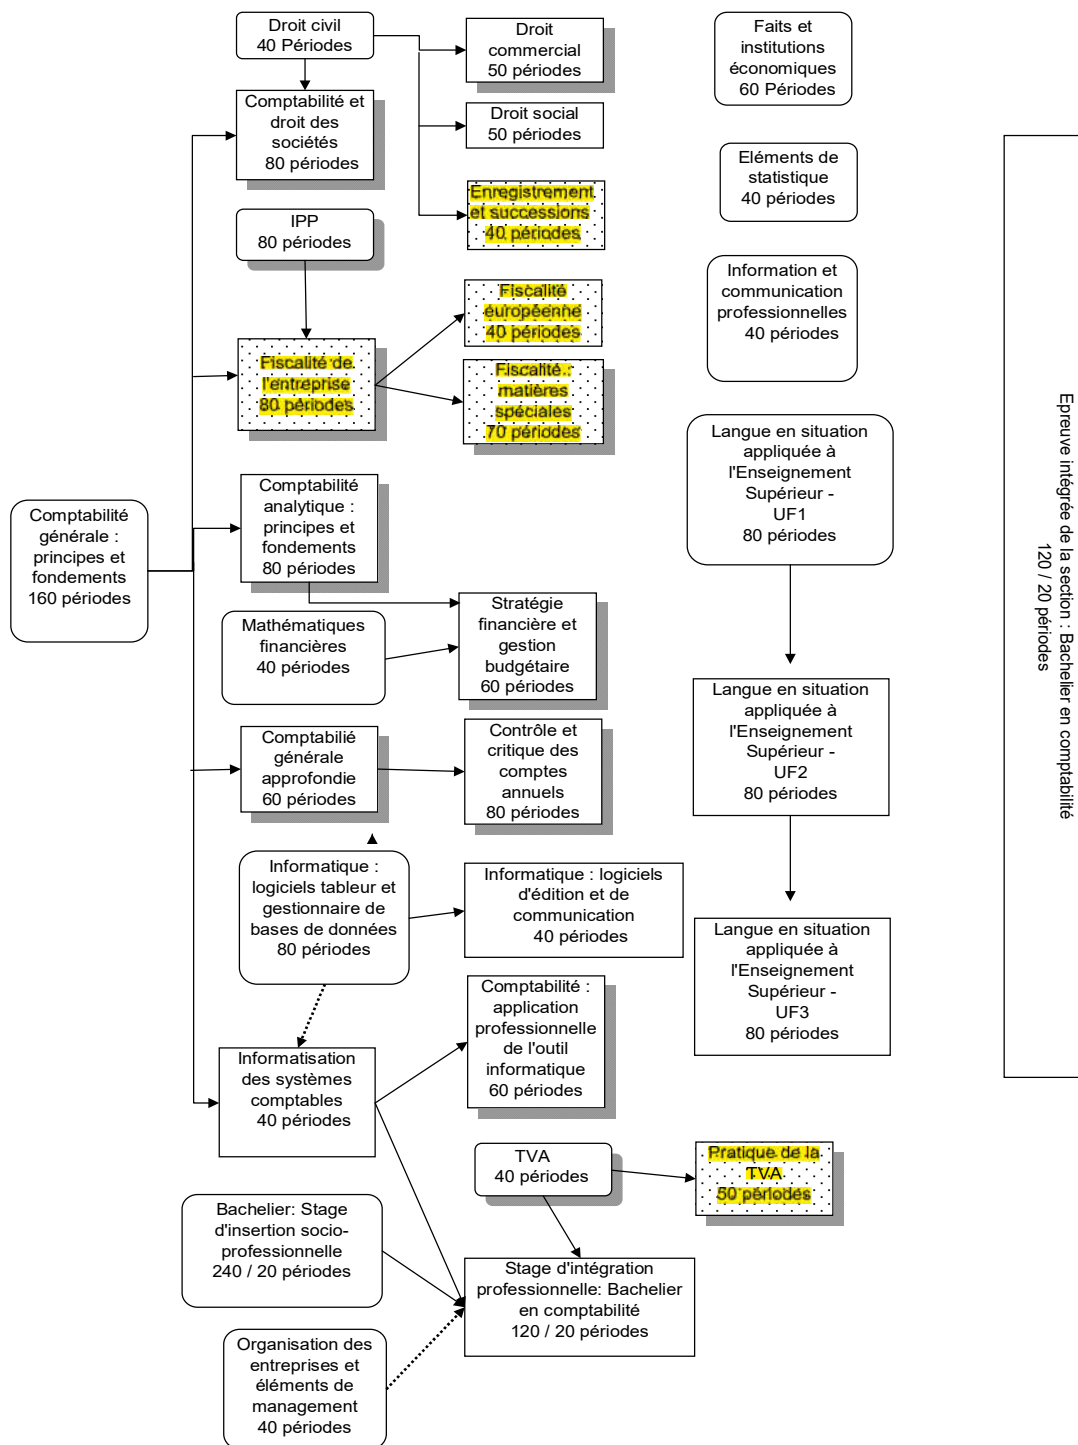 Droit civil
40 Périodes
Droit
commercial
50 périodes
Faits et
institutions
économiques
60 Périodes
Comptabilité et
droit des
sociétés
80 périodes
Droit social
50 périodes
Eléments de
statistique
40 périodes
Enregistrement
et successions
40 périodes
IPP
80 périodes
Information et
communication
professionnelles
40 périodes
Fiscalité
européenne
40 périodes
Fiscalité de
l'entreprise
80 périodes
Fiscalité :
matières
spéciales
70 périodes
Langue en situation
appliquée à
l'Enseignement
Supérieur -
UF1
80 périodes
Comptabilité
générale :
principes et
fondements
160 périodes
Comptabilité
analytique :
principes et
fondements
80 périodes
Mathématiques
financières
40 périodes
Stratégie
financière et
gestion
budgétaire
60 périodes
Langue en situation
appliquée à
l'Enseignement
Supérieur -
UF2
80 périodes
Comptabilié
générale
approfondie
60 périodes
Contrôle et
critique des
comptes
annuels
80 périodes
Informatique :
logiciels tableur et
gestionnaire de
bases de données
80 périodes
Informatique : logiciels
d'édition et de
communication
40 périodes
Langue en situation
appliquée à
l'Enseignement
Supérieur -
UF3
80 périodes
Comptabilité :
application
professionnelle
de l'outil
informatique
60 périodes
Informatisation
des systèmes
comptables
40 périodes
TVA
40 périodes
Pratique de la
TVA
50 périodes
Bachelier: Stage
d'insertion socio-
professionnelle
240 / 20 périodes
Stage d'intégration
professionnelle: Bachelier
en comptabilité
120 / 20 périodes
Organisation des
entreprises et
éléments de
management
40 périodes
Epreuve intégrée de la section : Bachelier en comptabilité
120 / 20 périodes